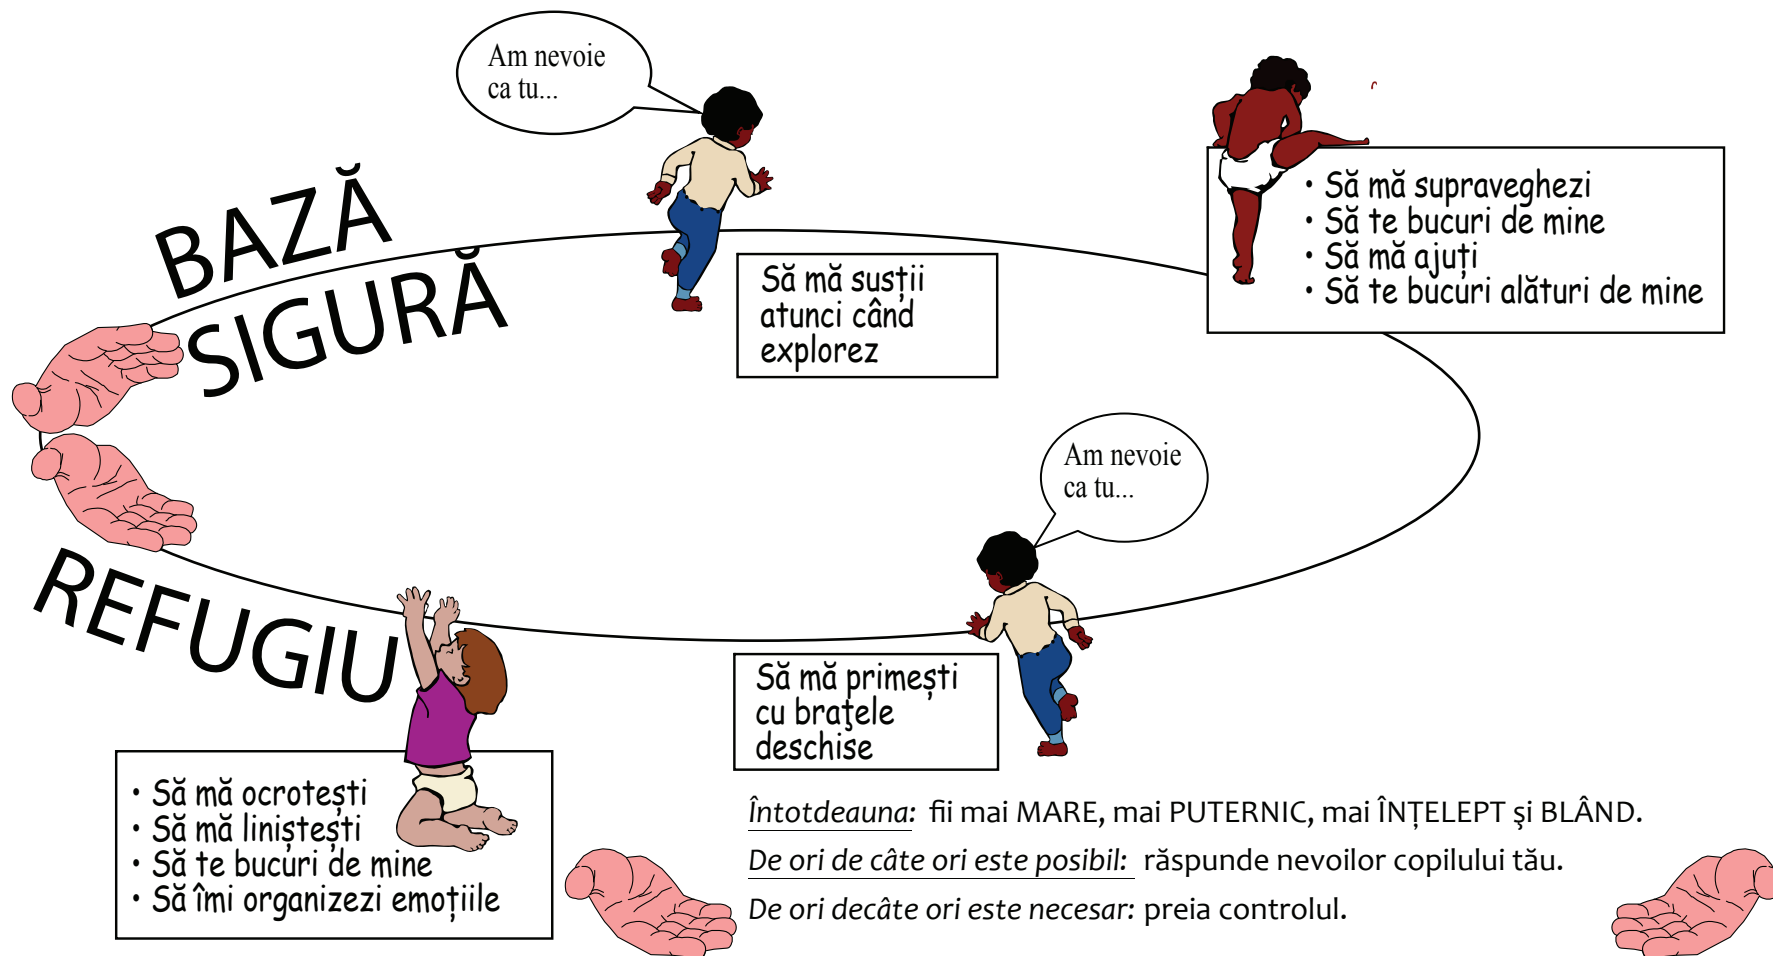 Am nevoie
ca tu...
BAZĂ
SIGURĂ
Să mă susții
atunci când
explorez
• Să mă supraveghezi
• Să te bucuri de mine
• Să mă ajuți
• Să te bucuri alături de mine
Am nevoie
ca tu...
REFUGIU
Să mă primești
cu braţele
deschise
• Să mă ocrotești
• Să mă liniștești
• Să te bucuri de mine
• Să îmi organizezi emoțiile
Întotdeauna: fii mai MARE, mai PUTERNIC, mai ÎNȚELEPT şi BLÂND.
De ori de câte ori este posibil: răspunde nevoilor copilului tău.
De ori decâte ori este necesar: preia controlul.